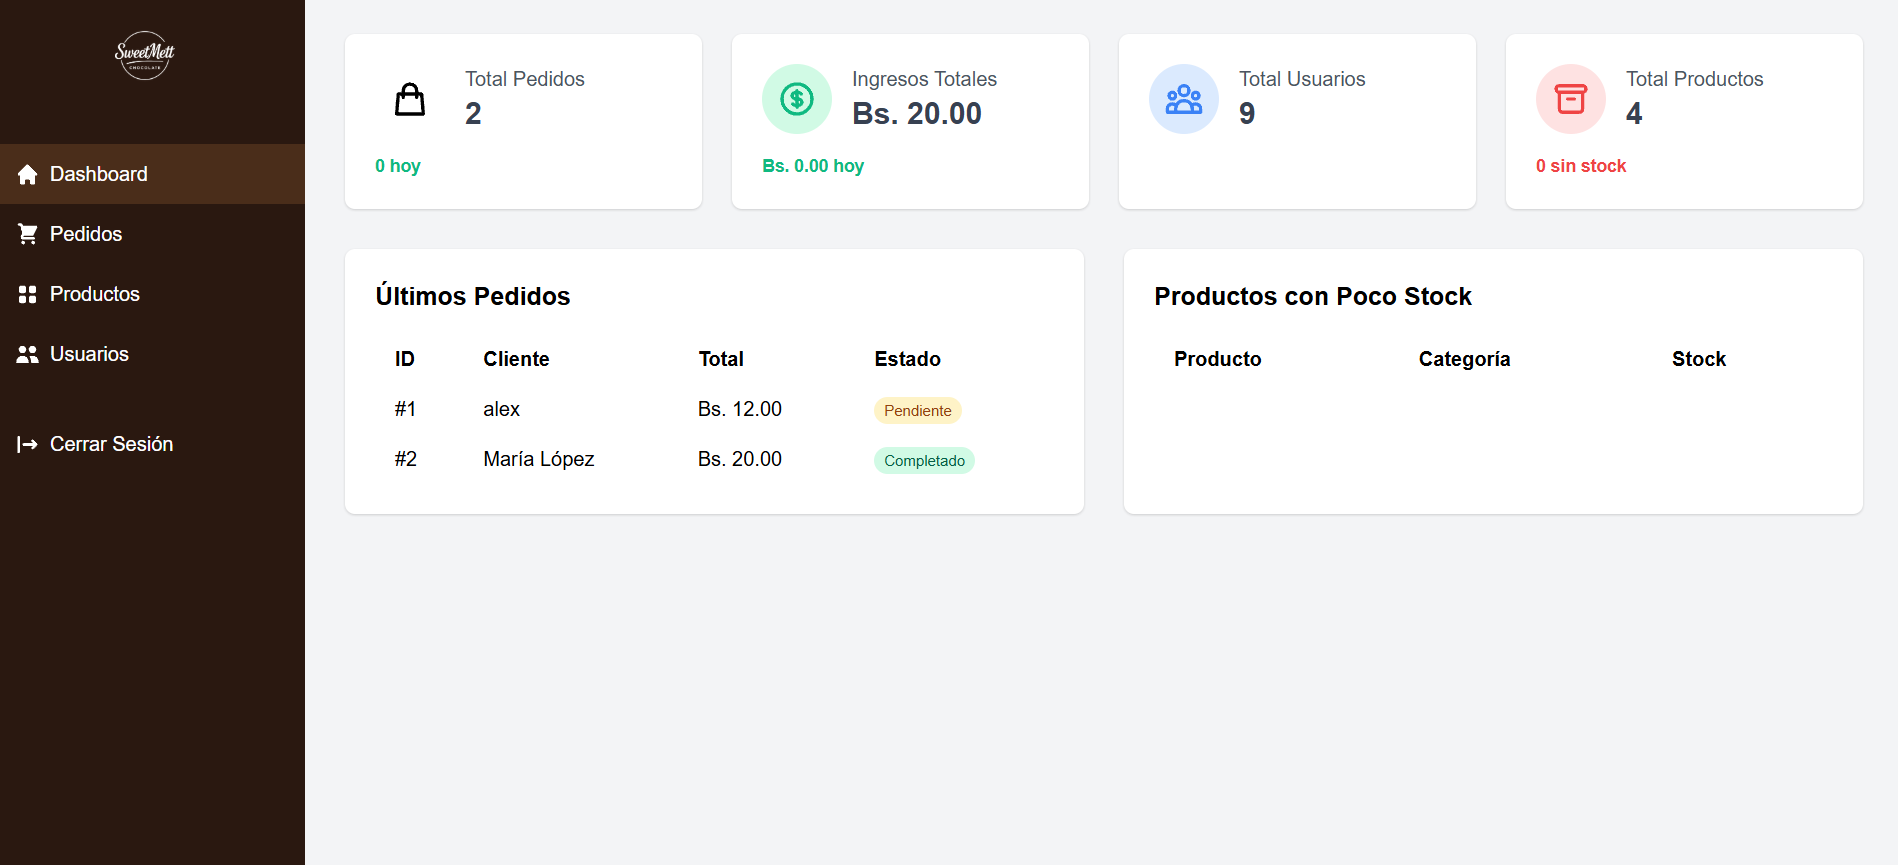 SweetMett
CHOCOLATE
Dashboard
Pedidos
Productos
Usuarios
Cerrar Sesión
Total Pedidos
2
0 hoy
Ingresos Totales
Bs. 20.00
Bs. 0.00 hoy
Total Usuarios
9
Total Productos
4
0 sin stock
Últimos Pedidos
ID Cliente Total Estado
#1 alex Bs. 12.00 Pendiente
#2 María López Bs. 20.00 Completado
Productos con Poco Stock
Producto Categoría Stock